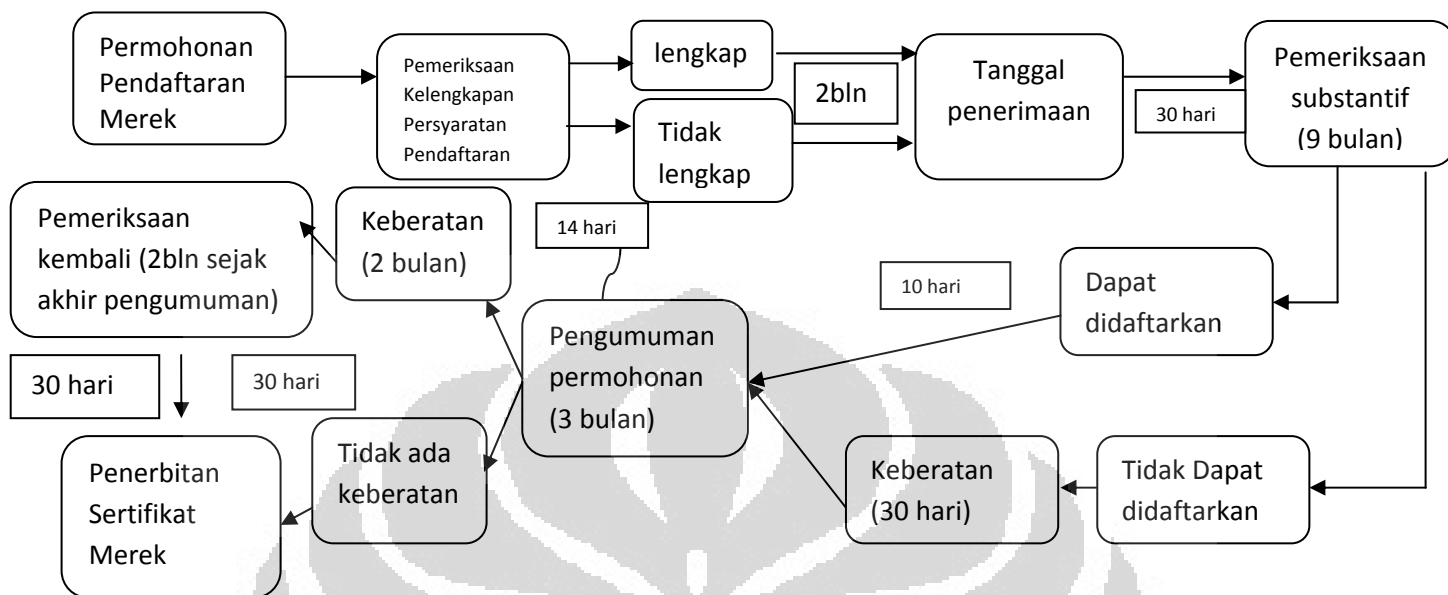 Permohonan
Pendaftaran
Merek
Pemeriksaan
Kelengkapan
Persyaratan
Pendaftaran
lengkap
Tidak
lengkap
2bln
Tanggal
penerimaan
30 hari
Pemeriksaan
substantif
(9 bulan)
Pemeriksaan
kembali (2bln sejak
akhir pengumuman)
Keberatan
(2 bulan)
14 hari
10 hari
Dapat
didaftarkan
Pengumuman
permohonan
(3 bulan)
30 hari
30 hari
Tidak ada
keberatan
Keberatan
(30 hari)
Tidak Dapat
didaftarkan
Penerbitan
Sertifikat
Merek